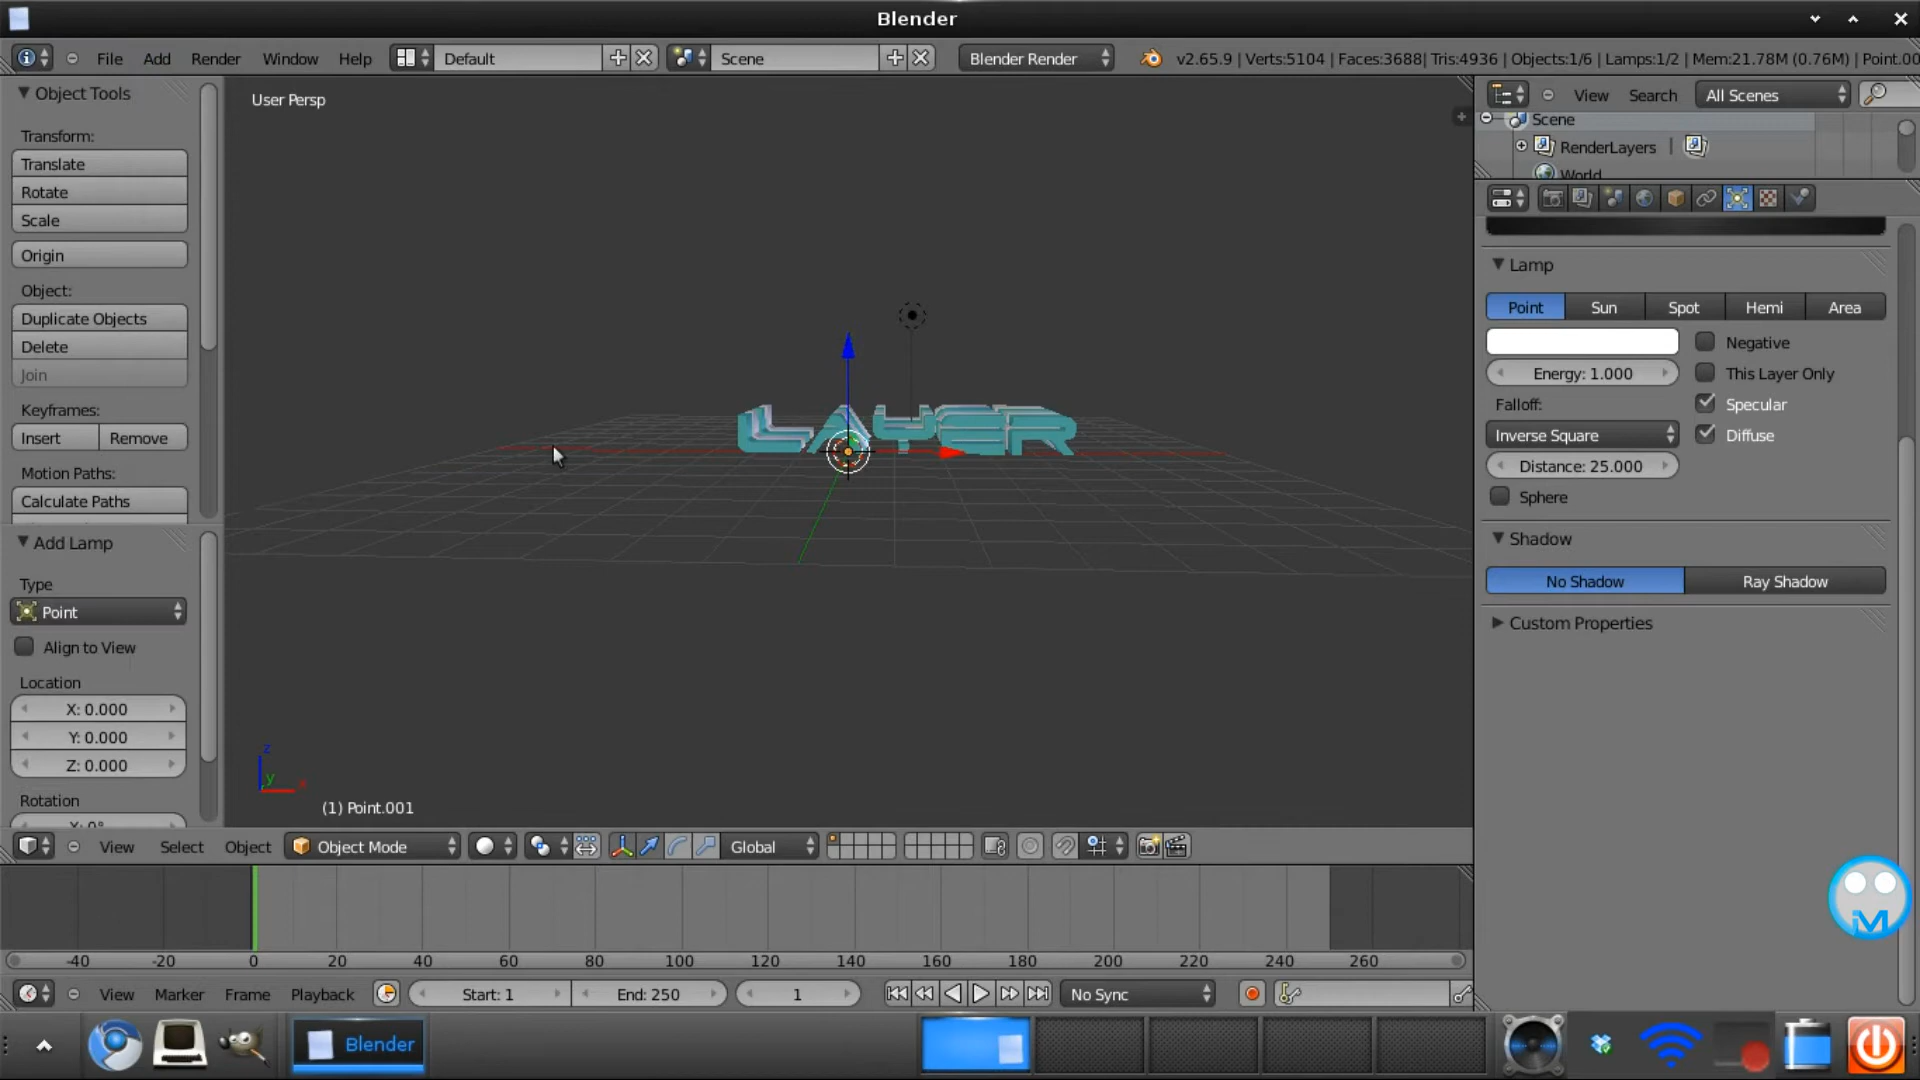 Blender
File Add Render Window Help Default Scene Blender Render v2.65.9 | Verts:5104 | Faces:3688| Tris:4936 | Objects:1/6 | Lamps:1/2 | Mem:21.78M (0.76M) | Point.00
Object Tools
Transform:
Translate
Rotate
Scale
Origin
Object:
Duplicate Objects
Delete
Join
Keyframes:
Insert Remove
Motion Paths:
Calculate Paths
Add Lamp
Type
Point
Align to View
Location
X: 0.000
Y: 0.000
Z: 0.000
Rotation
X: 0°
User Persp
LAYER
z
y
x
(1) Point.001
View Select Object Object Mode Global
View Search All Scenes
Scene
RenderLayers |
World
Lamp
Point Sun Spot Hemi Area
Negative
Energy: 1.000 This Layer Only
Falloff: Specular
Inverse Square Diffuse
Distance: 25.000
Sphere
Shadow
No Shadow Ray Shadow
Custom Properties
iM
-40 -20 0 20 40 60 80 100 120 140 160 180 200 220 240 260
View Marker Frame Playback Start: 1 End: 250 1 No Sync
Blender